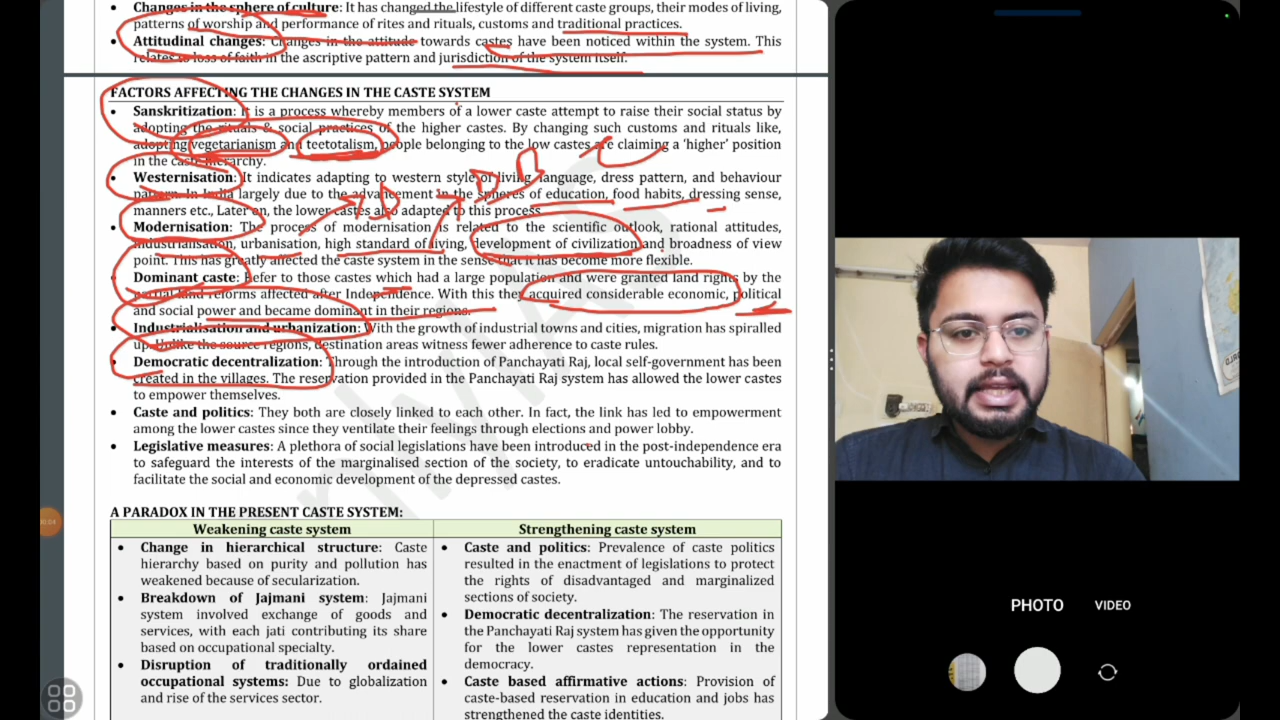 Changes in the sphere of culture: It has changed the lifestyle of different caste groups, their modes of living,
patterns of worship and performance of rites and rituals, customs and traditional practices.
Attitudinal changes: Changes in the attitude towards castes have been noticed within the system. This
relates to loss of faith in the ascriptive pattern and jurisdiction of the system itself.
FACTORS AFFECTING THE CHANGES IN THE CASTE SYSTEM
Sanskritization: It is a process whereby members of a lower caste attempt to raise their social status by
adopting the rituals & social practices of the higher castes. By changing such customs and rituals like,
adopting vegetarianism and teetotalism, people belonging to the low castes are claiming a 'higher' position
in the caste hierarchy.
Westernisation: It indicates adapting to western style of living, language, dress pattern, and behaviour
pattern. In India largely due to the advancement in the spheres of education, food habits, dressing sense,
manners etc., Later on, the lower castes also adapted to this process.
Modernisation: The process of modernisation is related to the scientific outlook, rational attitudes,
industrialisation, urbanisation, high standard of living, development of civilization and broadness of view
point. This has greatly affected the caste system in the sense that it has become more flexible.
Dominant caste: Refer to those castes which had a large population and were granted land rights by the
partial land reforms affected after Independence. With this they acquired considerable economic, political
and social power and became dominant in their regions.
Industrialisation and urbanization: With the growth of industrial towns and cities, migration has spiralled
up. Unlike the source regions, destination areas witness fewer adherence to caste rules.
Democratic decentralization: Through the introduction of Panchayati Raj, local self-government has been
created in the villages. The reservation provided in the Panchayati Raj system has allowed the lower castes
to empower themselves.
Caste and politics: They both are closely linked to each other. In fact, the link has led to empowerment
among the lower castes since they ventilate their feelings through elections and power lobby.
Legislative measures: A plethora of social legislations have been introduced in the post-independence era
to safeguard the interests of the marginalised section of the society, to eradicate untouchability, and to
facilitate the social and economic development of the depressed castes.
A PARADOX IN THE PRESENT CASTE SYSTEM:
Weakening caste system
Change in hierarchical structure: Caste
hierarchy based on purity and pollution has
weakened because of secularization.
Breakdown of Jajmani system: Jajmani
system involved exchange of goods and
services, with each jati contributing its share
based on occupational specialty.
Disruption of traditionally ordained
occupational systems: Due to globalization
and rise of the services sector.
Strengthening caste system
Caste and politics: Prevalence of caste politics
resulted in the enactment of legislations to protect
the rights of disadvantaged and marginalized
sections of society.
Democratic decentralization: The reservation in
the Panchayati Raj system has given the opportunity
for the lower castes representation in the
democracy.
Caste based affirmative actions: Provision of
caste-based reservation in education and jobs has
strengthened the caste identities.
PHOTO VIDEO